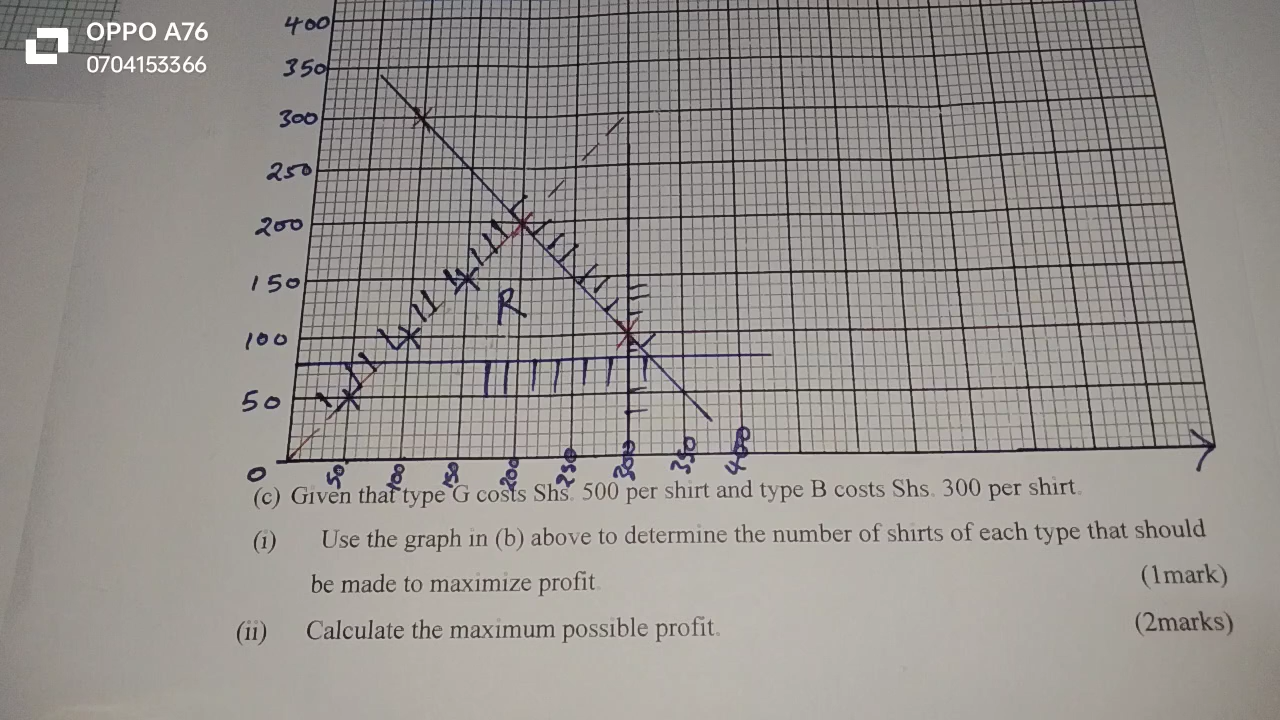 OPPO A76
0704153366
400
350
300
250
200
150
R
100
50
0
50 100 150 200 250 300 350 400
(c) Given that type G costs Shs. 500 per shirt and type B costs Shs. 300 per shirt.
(i) Use the graph in (b) above to determine the number of shirts of each type that should
be made to maximize profit. (1mark)
(ii) Calculate the maximum possible profit. (2marks)